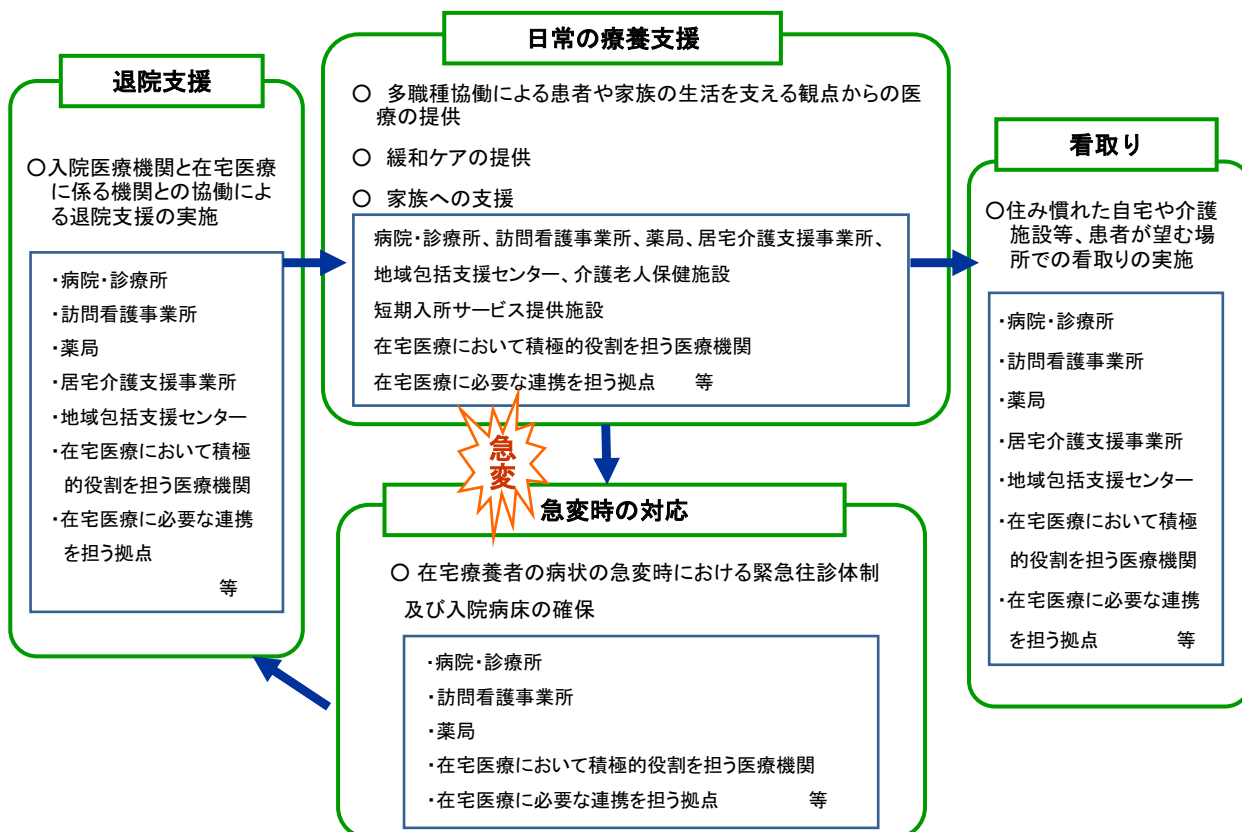 退院支援
○入院医療機関と在宅医療
に係る機関との協働によ
る退院支援の実施
・病院・診療所
・訪問看護事業所
・薬局
・居宅介護支援事業所
・地域包括支援センター
・在宅医療において積極
的役割を担う医療機関
・在宅医療に必要な連携
を担う拠点
等
日常の療養支援
○ 多職種協働による患者や家族の生活を支える観点からの医
療の提供
○ 緩和ケアの提供
○ 家族への支援
病院・診療所、訪問看護事業所、薬局、居宅介護支援事業所、
地域包括支援センター、介護老人保健施設
短期入所サービス提供施設
在宅医療において積極的役割を担う医療機関
在宅医療に必要な連携を担う拠点 等
急変
急変時の対応
○ 在宅療養者の病状の急変時における緊急往診体制
及び入院病床の確保
・病院・診療所
・訪問看護事業所
・薬局
・在宅医療において積極的役割を担う医療機関
・在宅医療に必要な連携を担う拠点 等
看取り
○住み慣れた自宅や介護
施設等、患者が望む場
所での看取りの実施
・病院・診療所
・訪問看護事業所
・薬局
・居宅介護支援事業所
・地域包括支援センター
・在宅医療において積極
的役割を担う医療機関
・在宅医療に必要な連携
を担う拠点 等